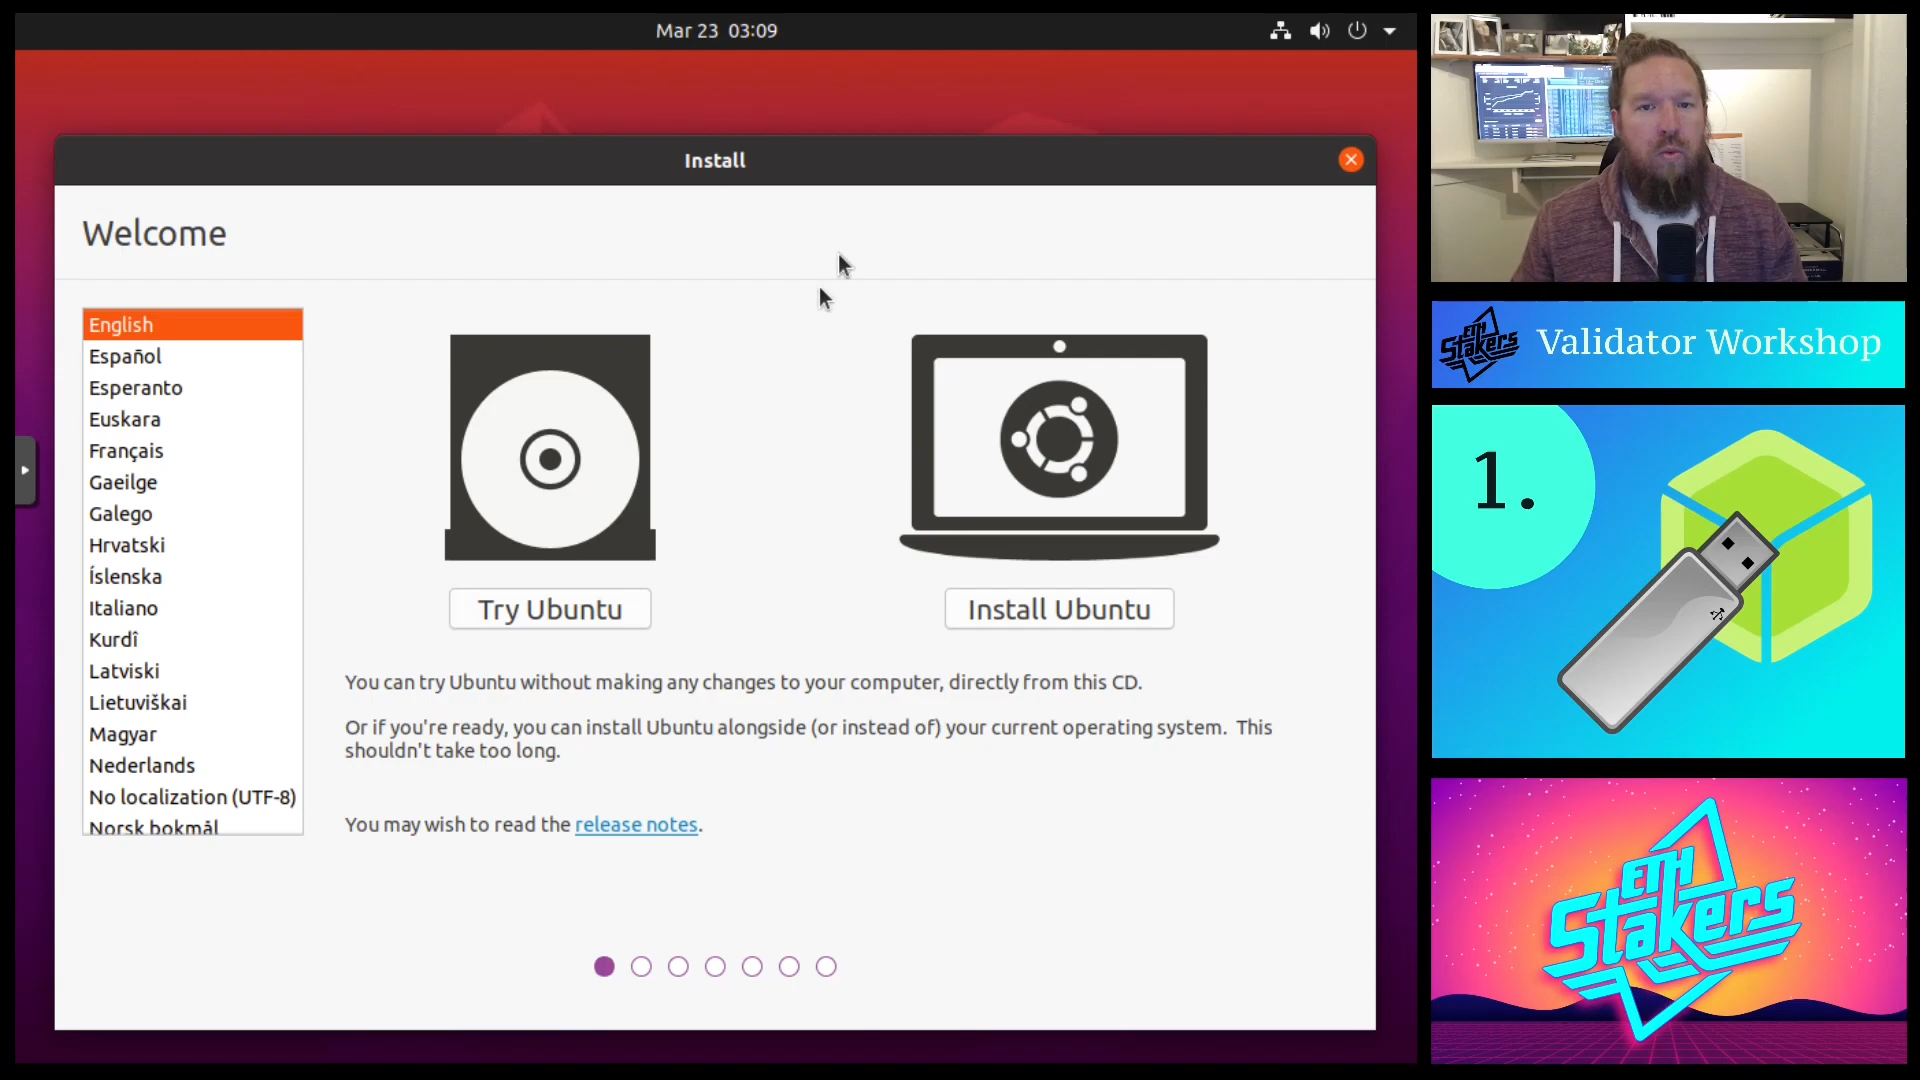 Mar 23 03:09
Install
Welcome
English
Español
Esperanto
Euskara
Français
Gaeilge
Galego
Hrvatski
Íslenska
Italiano
Kurdî
Latviski
Lietuviškai
Magyar
Nederlands
No localization (UTF-8)
Norsk bokmål
Try Ubuntu
Install Ubuntu
You can try Ubuntu without making any changes to your computer, directly from this CD.
Or if you're ready, you can install Ubuntu alongside (or instead of) your current operating system. This
shouldn't take too long.
You may wish to read the release notes.
ETH
Stakers
Validator Workshop
1.
ETH
Stakers